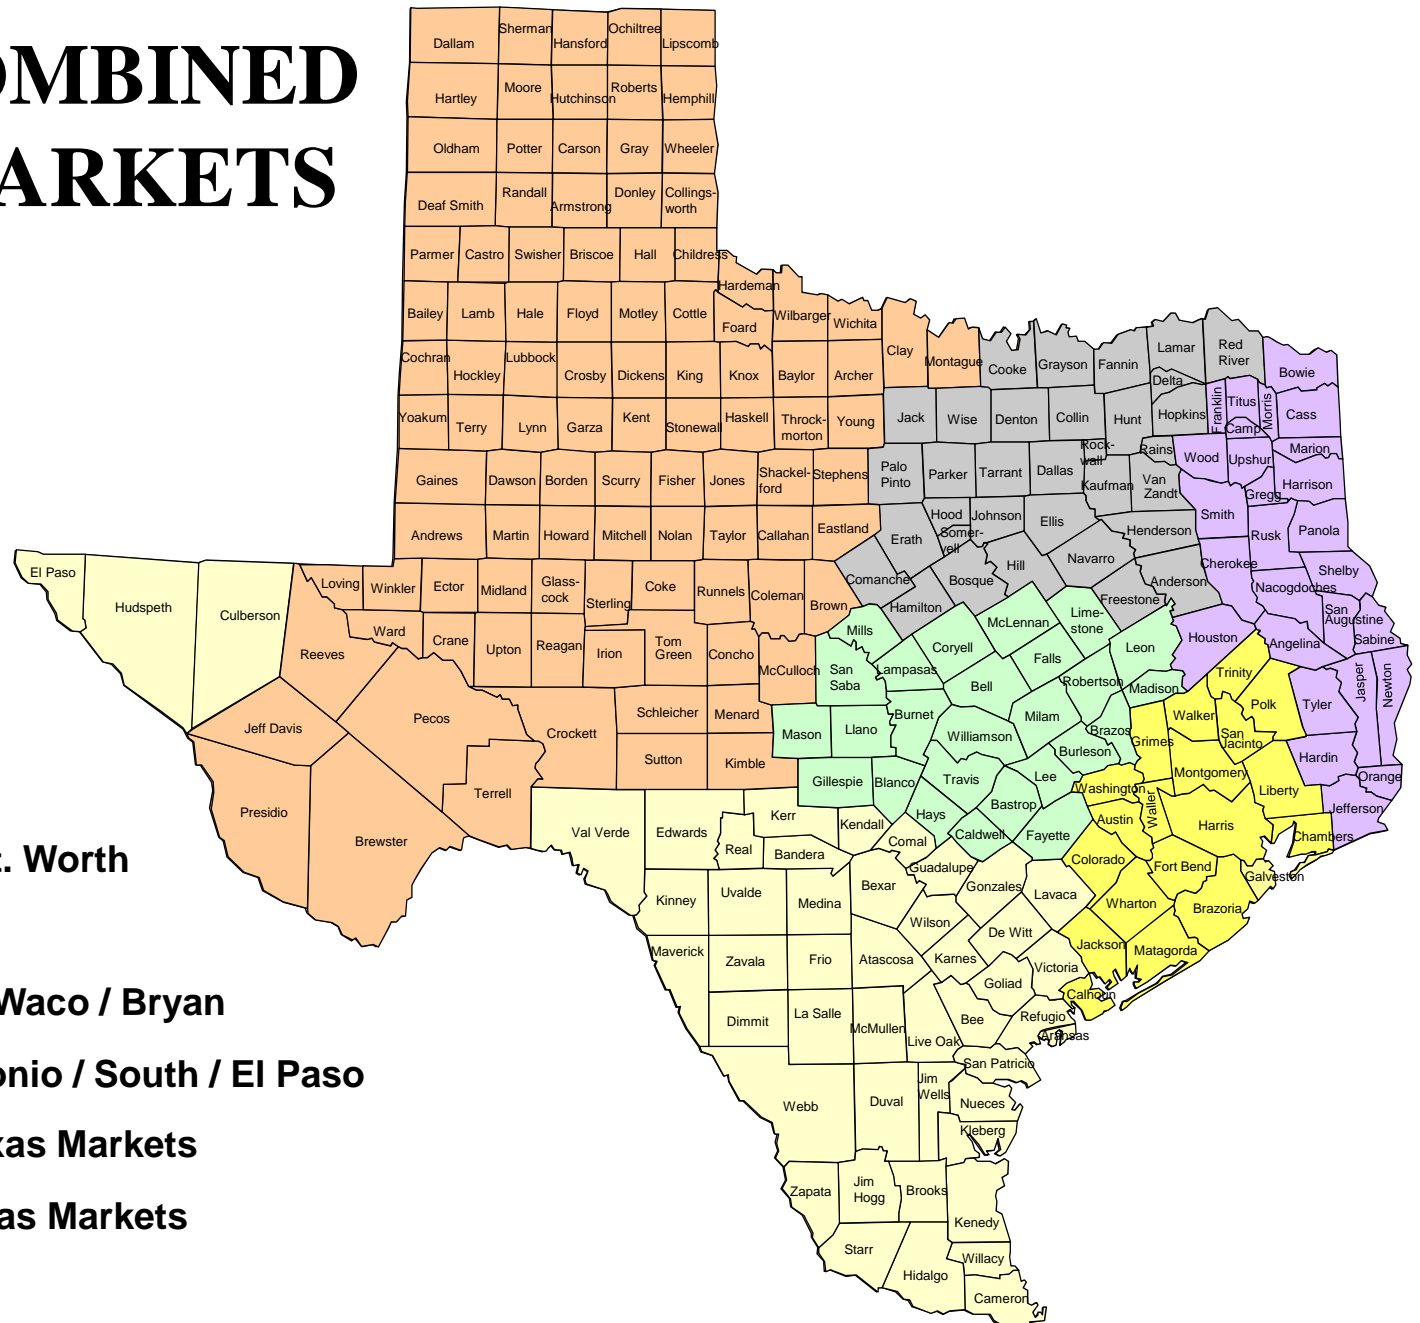 OMBINED
ARKETS
t. Worth
Waco / Bryan
onio / South / El Paso
xas Markets
as Markets
Dallam
Sherman
Hansford
Ochiltree
Lipscomb
Hartley
Moore
Hutchinson
Roberts
Hemphill
Oldham
Potter
Carson
Gray
Wheeler
Deaf Smith
Randall
Armstrong
Donley
Collings-
worth
Parmer
Castro
Swisher
Briscoe
Hall
Childress
Hardeman
Bailey
Lamb
Hale
Floyd
Motley
Cottle
Foard
Wilbarger
Wichita
Clay
Montague
Cooke
Grayson
Fannin
Lamar
Red
River
Delta
Bowie
Cochran
Hockley
Lubbock
Crosby
Dickens
King
Knox
Baylor
Archer
Yoakum
Terry
Lynn
Garza
Kent
Stonewall
Haskell
Throck-
morton
Young
Jack
Wise
Denton
Collin
Hunt
Hopkins
Franklin
Titus
Camp
Morris
Cass
Marion
Gaines
Dawson
Borden
Scurry
Fisher
Jones
Shackel-
ford
Stephens
Palo
Pinto
Parker
Tarrant
Dallas
Rock-
wall
Kaufman
Rains
Van
Zandt
Wood
Upshur
Gregg
Harrison
Andrews
Martin
Howard
Mitchell
Nolan
Taylor
Callahan
Eastland
Erath
Hood
Somer-
vell
Johnson
Ellis
Henderson
Smith
Rusk
Panola
El Paso
Hudspeth
Culberson
Loving
Winkler
Ector
Midland
Glass-
cock
Sterling
Coke
Runnels
Coleman
Brown
Comanche
Hamilton
Bosque
Hill
Navarro
Freestone
Anderson
Cherokee
Nacogdoches
Shelby
San
Augustine
Sabine
Reeves
Ward
Crane
Upton
Reagan
Irion
Tom
Green
Concho
McCulloch
Mills
San
Saba
Lampasas
Coryell
McLennan
Lime-
stone
Falls
Leon
Houston
Angelina
Trinity
Jeff Davis
Pecos
Crockett
Schleicher
Menard
Sutton
Kimble
Mason
Llano
Burnet
Bell
Milam
Robertson
Madison
Brazos
Williamson
Burleson
Grimes
Walker
San
Jacinto
Polk
Tyler
Jasper
Newton
Hardin
Orange
Jefferson
Presidio
Brewster
Terrell
Gillespie
Blanco
Travis
Hays
Lee
Bastrop
Caldwell
Fayette
Washington
Austin
Waller
Montgomery
Harris
Liberty
Chambers
Val Verde
Edwards
Kerr
Real
Bandera
Kendall
Comal
Guadalupe
Gonzales
Lavaca
Colorado
Fort Bend
Galveston
Kinney
Uvalde
Medina
Bexar
Wilson
De Witt
Wharton
Brazoria
Maverick
Zavala
Frio
Atascosa
Karnes
Goliad
Victoria
Jackson
Matagorda
Calhoun
Dimmit
La Salle
McMullen
Live Oak
Bee
Refugio
Aransas
San Patricio
Webb
Duval
Jim
Wells
Nueces
Kleberg
Zapata
Jim
Hogg
Brooks
Kenedy
Starr
Hidalgo
Willacy
Cameron